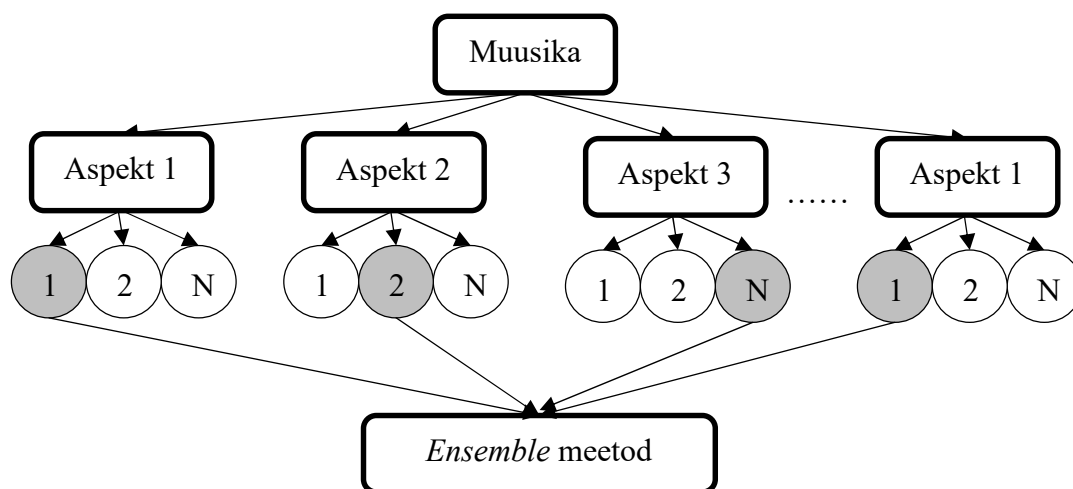 Muusika
Aspekt 1 Aspekt 2 Aspekt 3 ...... Aspekt 1
1 2 N 1 2 N 1 2 N 1 2 N
Ensemble meetod